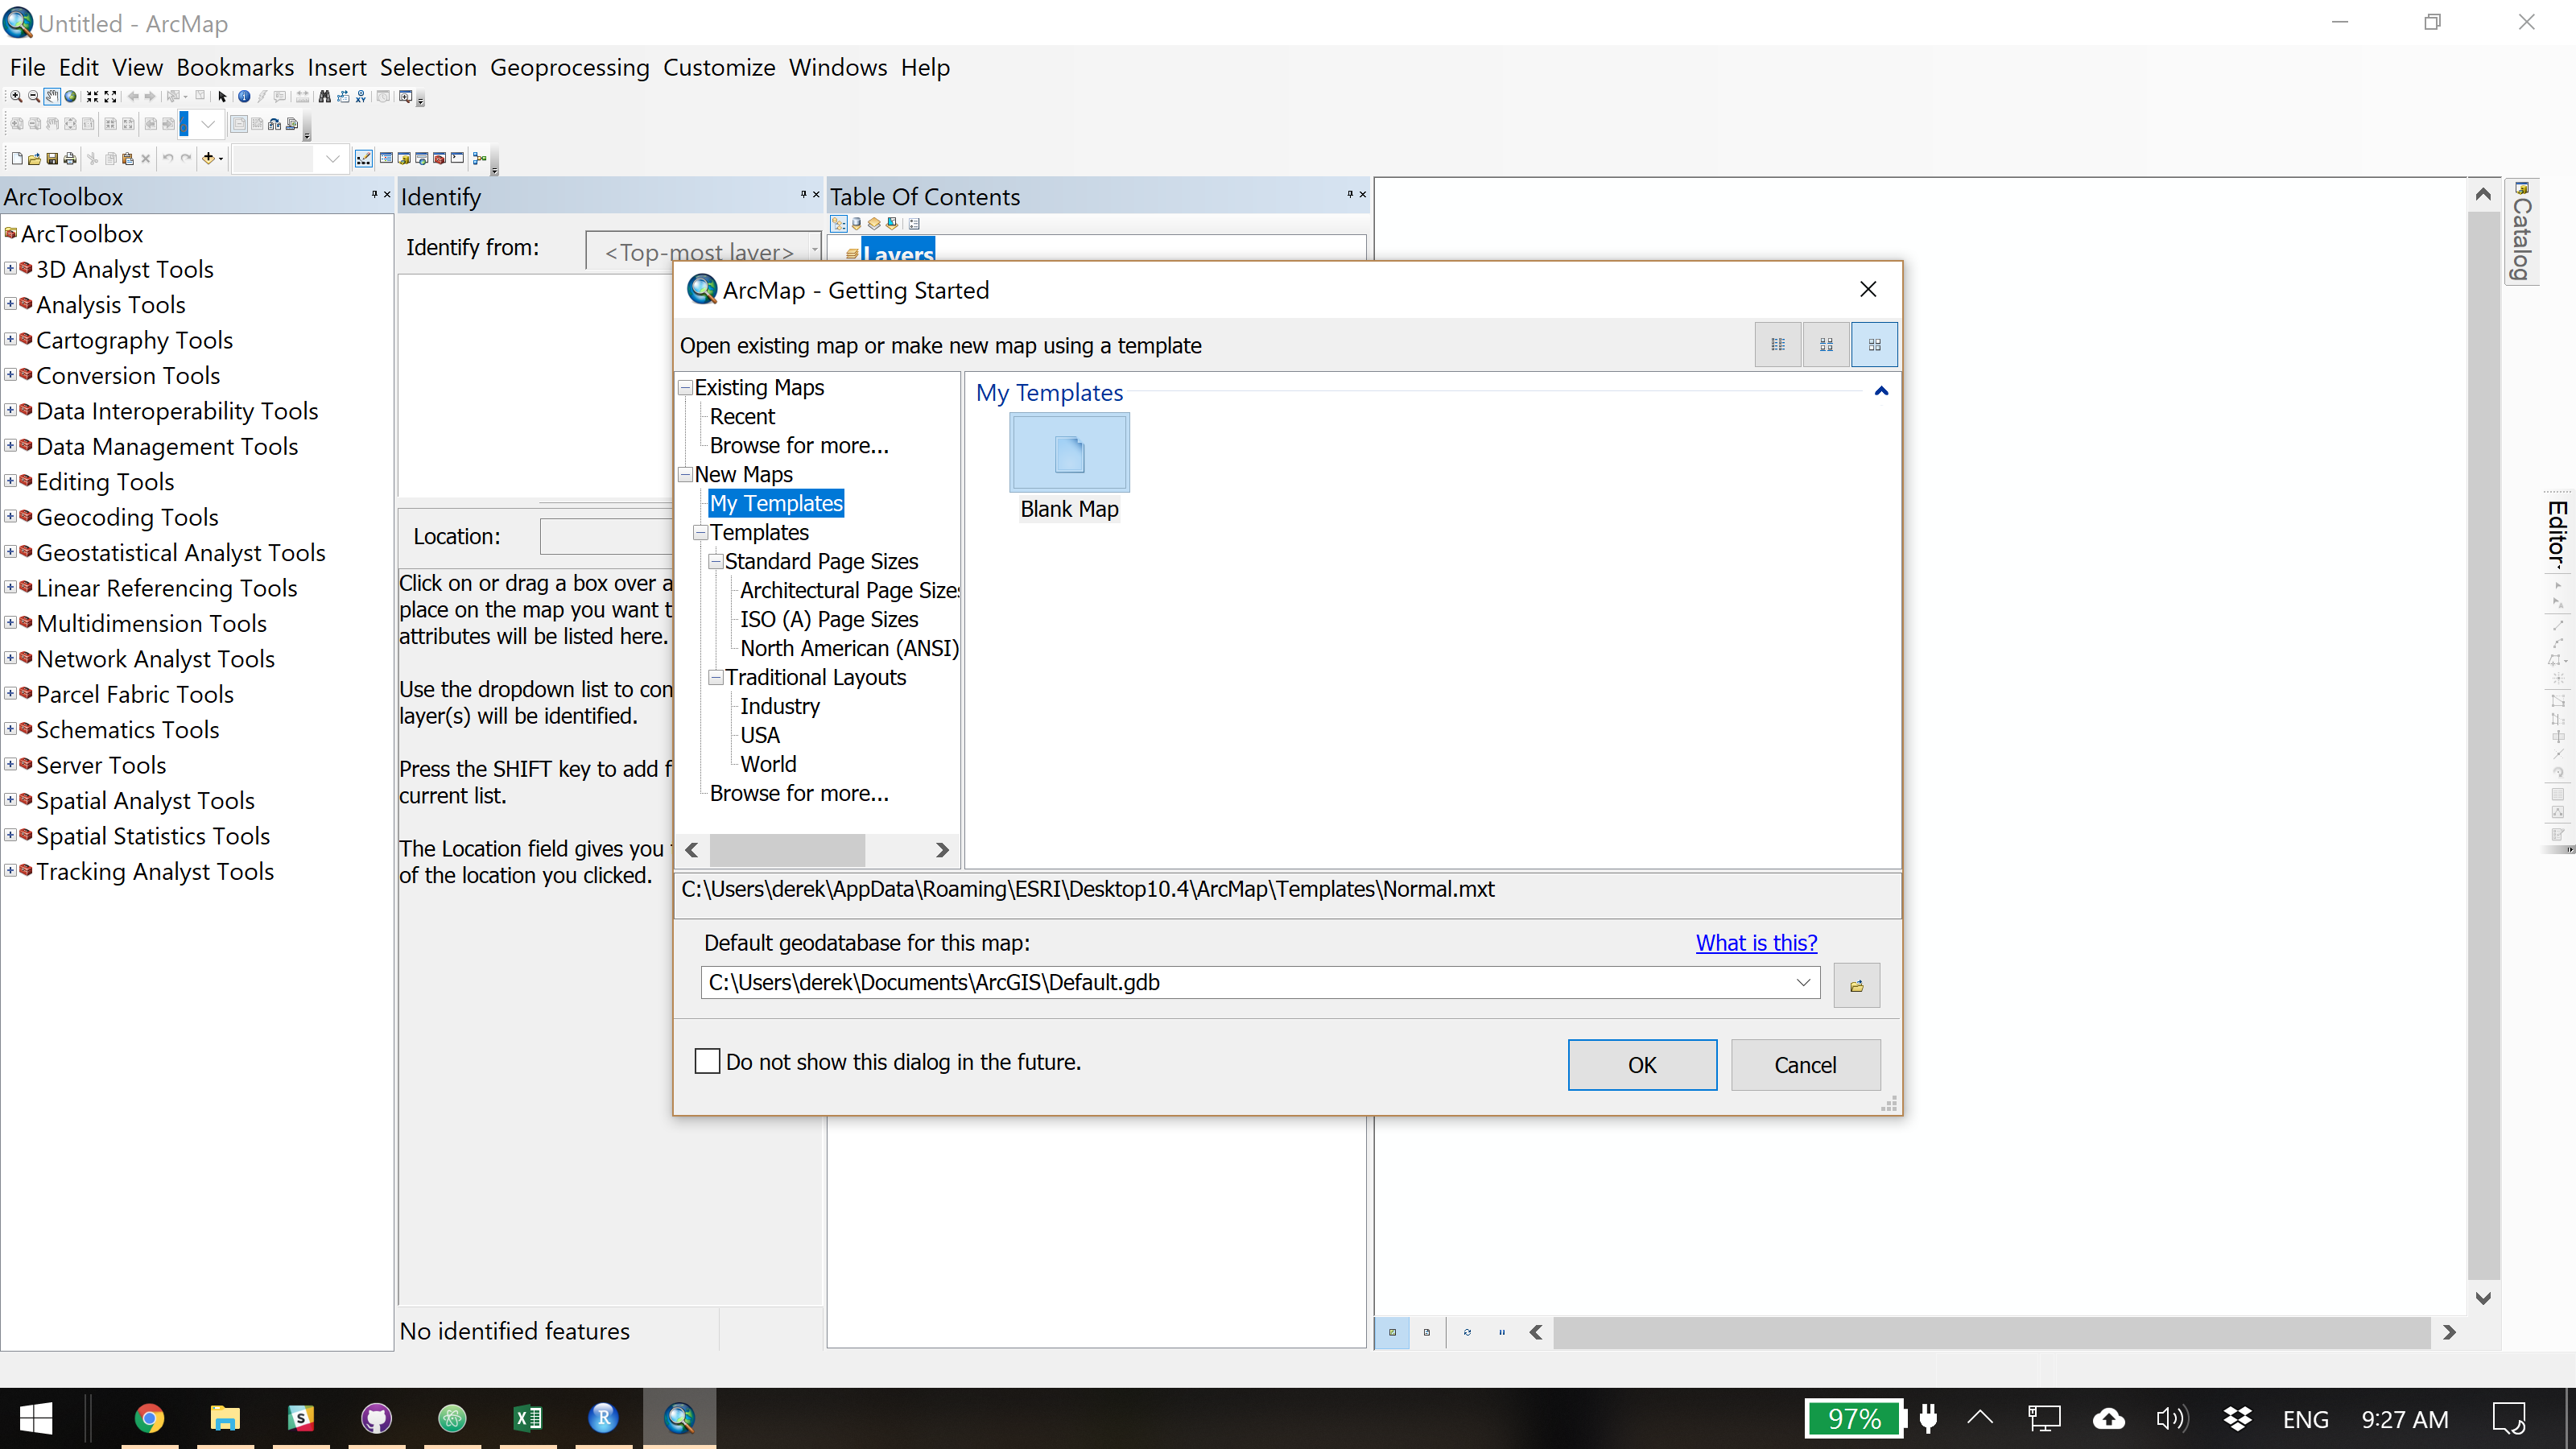 Untitled - ArcMap
File Edit View Bookmarks Insert Selection Geoprocessing Customize Windows Help
ArcToolbox
ArcToolbox
3D Analyst Tools
Analysis Tools
Cartography Tools
Conversion Tools
Data Interoperability Tools
Data Management Tools
Editing Tools
Geocoding Tools
Geostatistical Analyst Tools
Linear Referencing Tools
Multidimension Tools
Network Analyst Tools
Parcel Fabric Tools
Schematics Tools
Server Tools
Spatial Analyst Tools
Spatial Statistics Tools
Tracking Analyst Tools
Identify
Identify from:
<Top-most layer>
Location:
Click on or drag a box over a
place on the map you want t
attributes will be listed here.
Use the dropdown list to con
layer(s) will be identified.
Press the SHIFT key to add f
current list.
The Location field gives you
of the location you clicked.
No identified features
Table Of Contents
Layers
ArcMap - Getting Started
Open existing map or make new map using a template
Existing Maps
Recent
Browse for more...
New Maps
My Templates
Templates
Standard Page Sizes
Architectural Page Sizes
ISO (A) Page Sizes
North American (ANSI)
Traditional Layouts
Industry
USA
World
Browse for more...
My Templates
Blank Map
C:\Users\derek\AppData\Roaming\ESRI\Desktop10.4\ArcMap\Templates\Normal.mxt
Default geodatabase for this map:
What is this?
C:\Users\derek\Documents\ArcGIS\Default.gdb
Do not show this dialog in the future.
OK
Cancel
Catalog
Editor
97%
ENG
9:27 AM